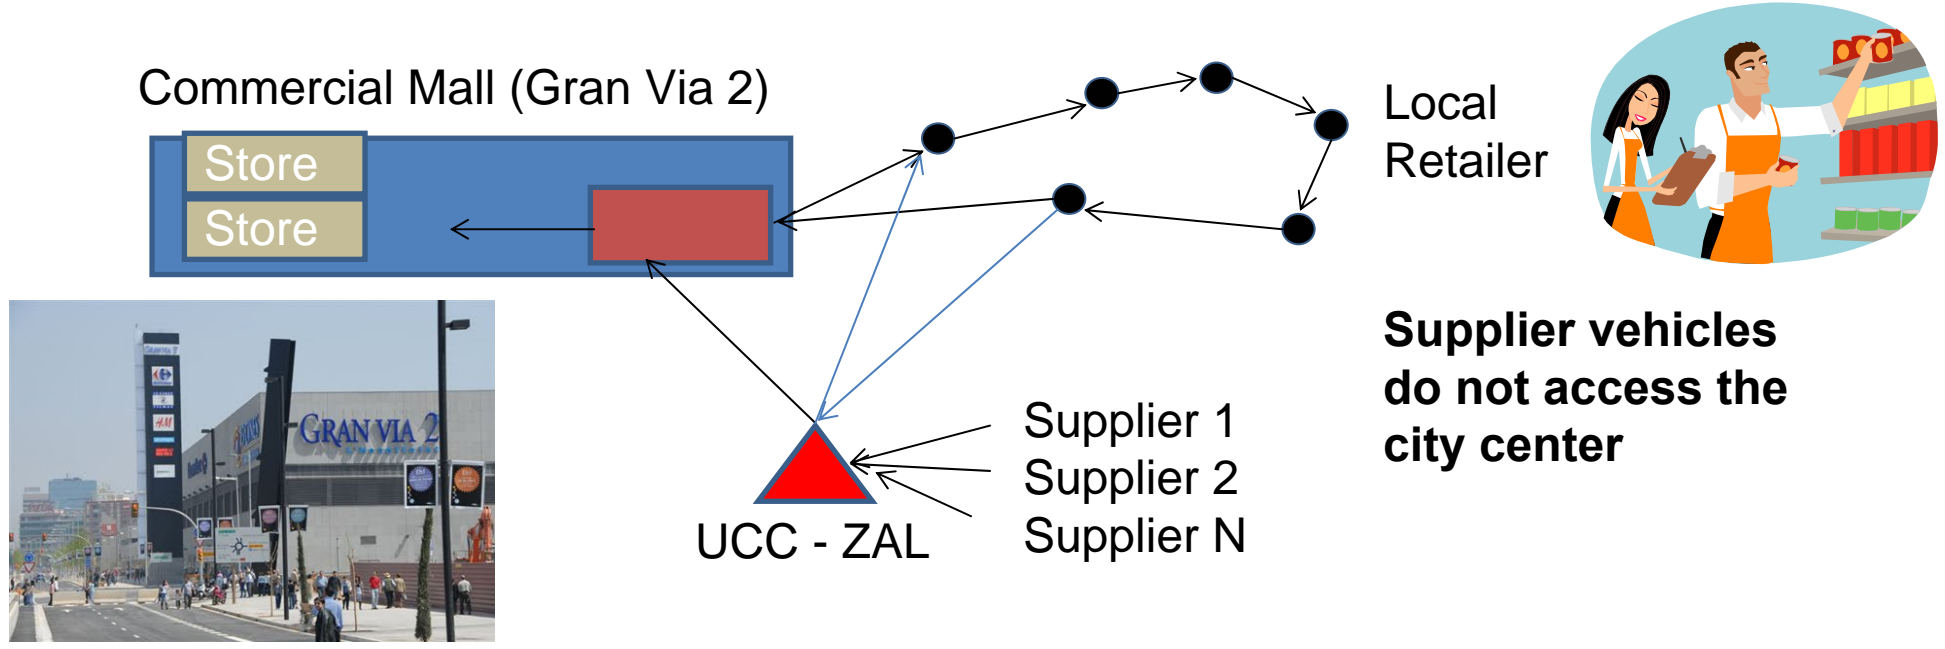 Commercial Mall (Gran Via 2)
Store
Store
Local
Retailer
Supplier vehicles
do not access the
city center
Supplier 1
Supplier 2
Supplier N
UCC - ZAL
GRAN VIA 2
H&M